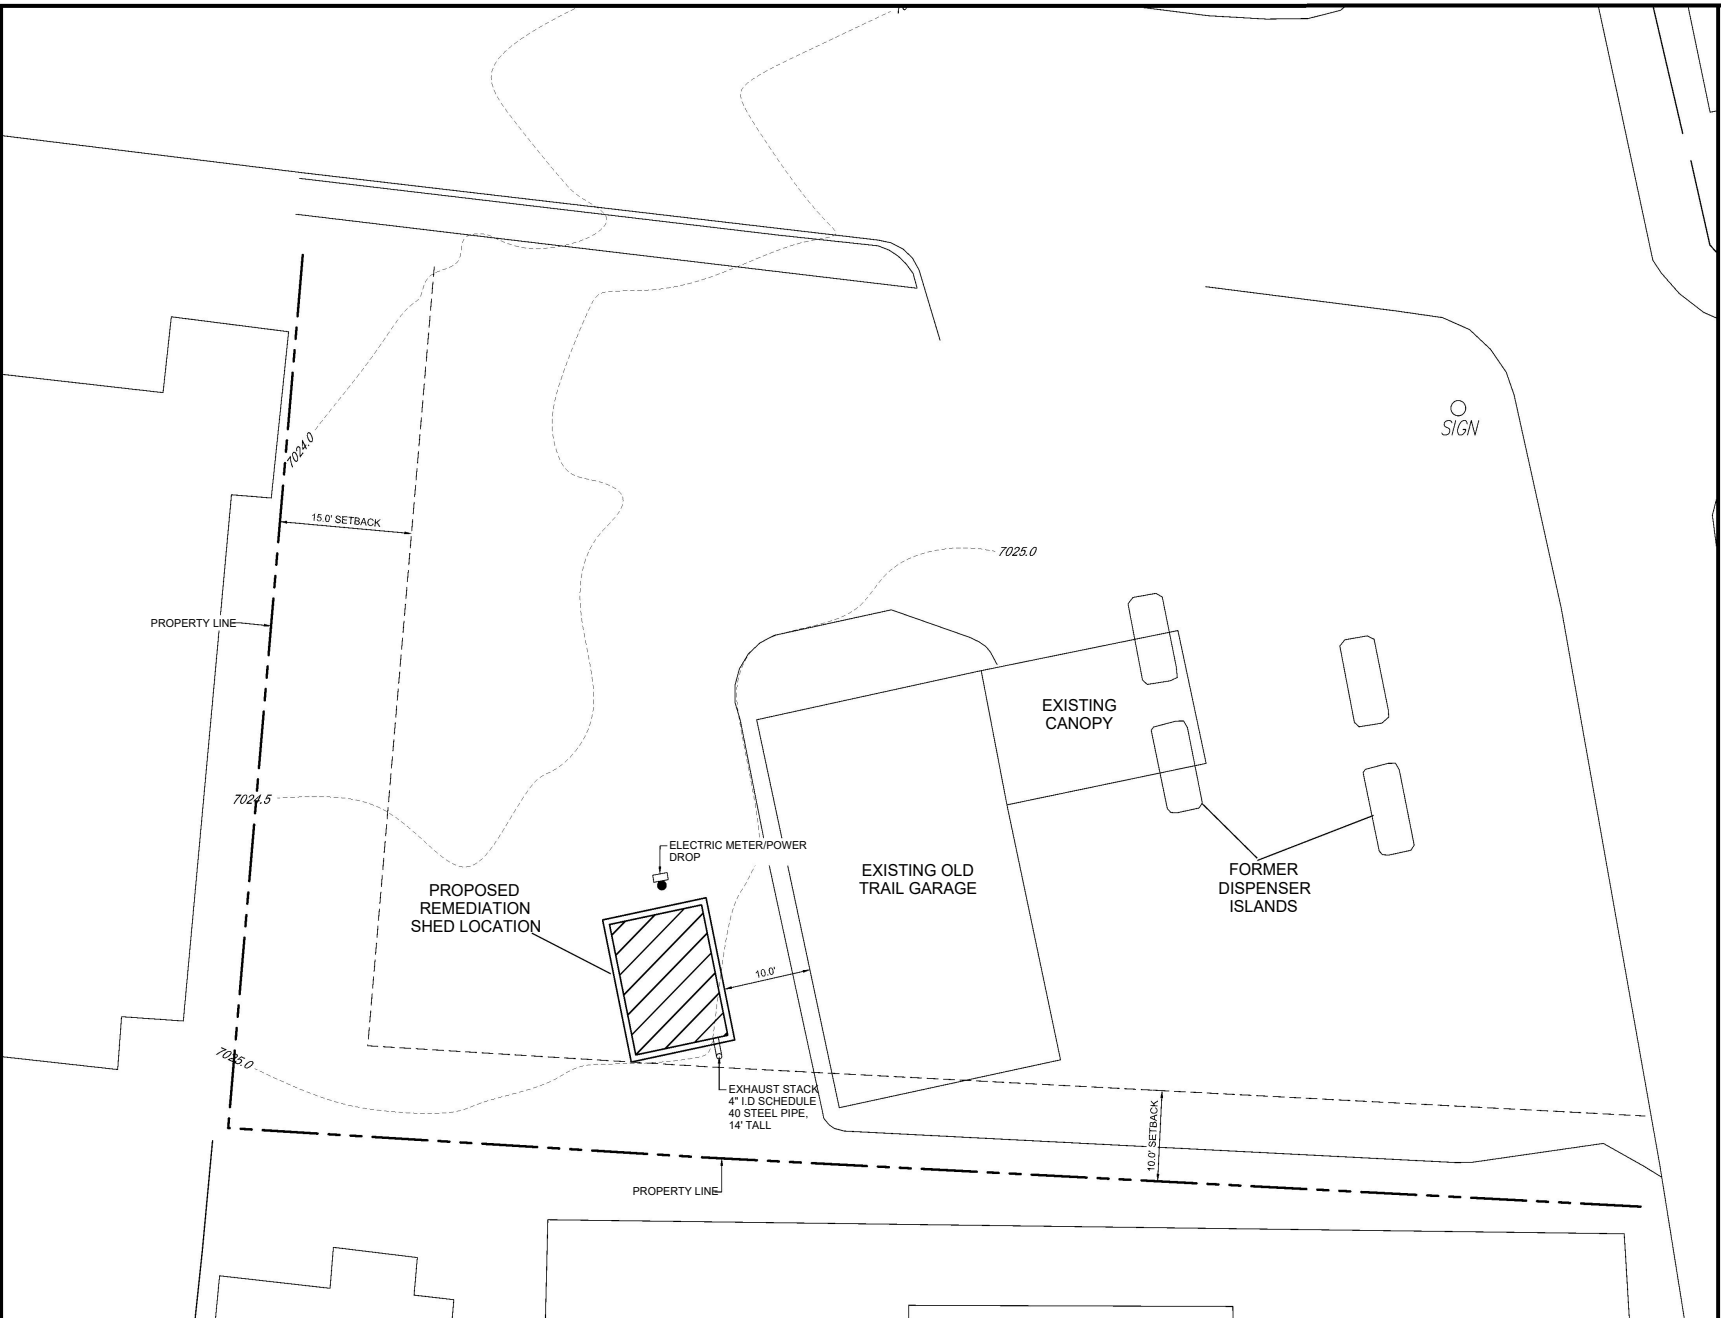 SIGN
7024.0
15.0' SETBACK
7025.0
PROPERTY LINE
EXISTING
CANOPY
7024.5
ELECTRIC METER/POWER
DROP
EXISTING OLD
TRAIL GARAGE
FORMER
DISPENSER
ISLANDS
PROPOSED
REMEDIATION
SHED LOCATION
10.0'
7025.0
EXHAUST STACK
4" I.D SCHEDULE
40 STEEL PIPE,
14' TALL
10.0' SETBACK
PROPERTY LINE